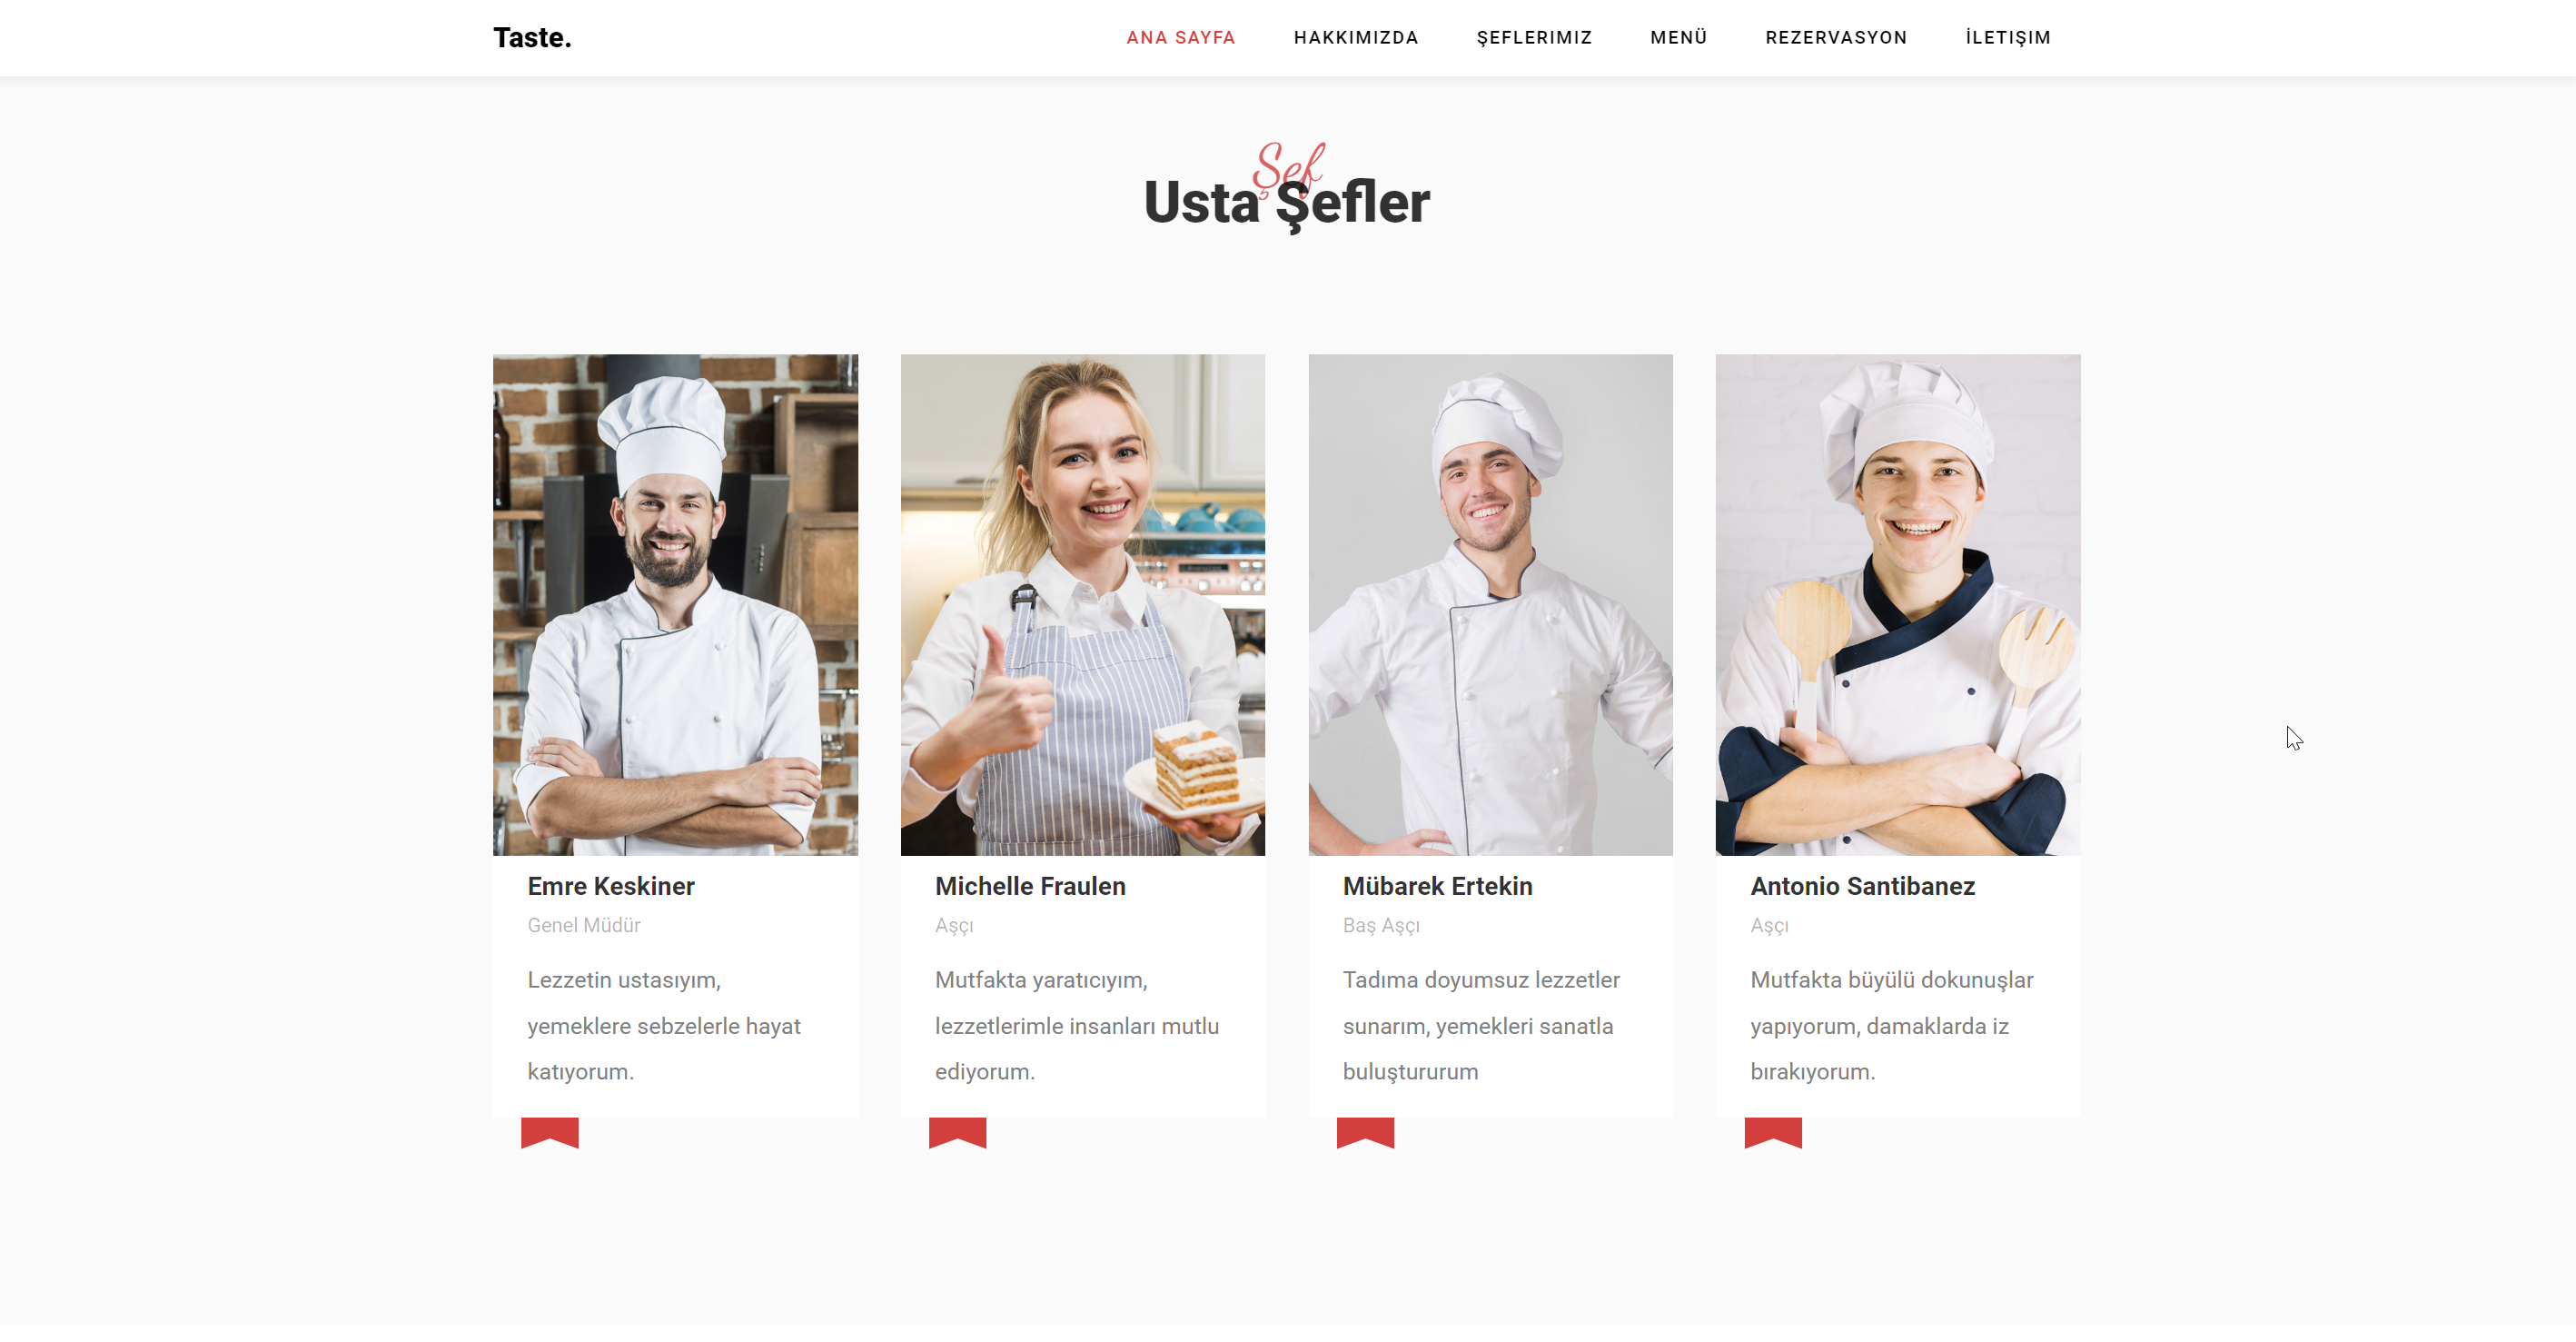 Taste.
ANA SAYFA
HAKKIMIZDA
ŞEFLERIMIZ
MENÜ
REZERVASYON
İLETIŞIM
Şef
Usta Şefler
Emre Keskiner
Genel Müdür
Lezzetin ustasıyım,
yemeklere sebzelerle hayat
katıyorum.
Michelle Fraulen
Aşçı
Mutfakta yaratıcıyım,
lezzetlerimle insanları mutlu
ediyorum.
Mübarek Ertekin
Baş Aşçı
Tadıma doyumsuz lezzetler
sunarım, yemekleri sanatla
buluştururum
Antonio Santibanez
Aşçı
Mutfakta büyülü dokunuşlar
yapıyorum, damaklarda iz
bırakıyorum.